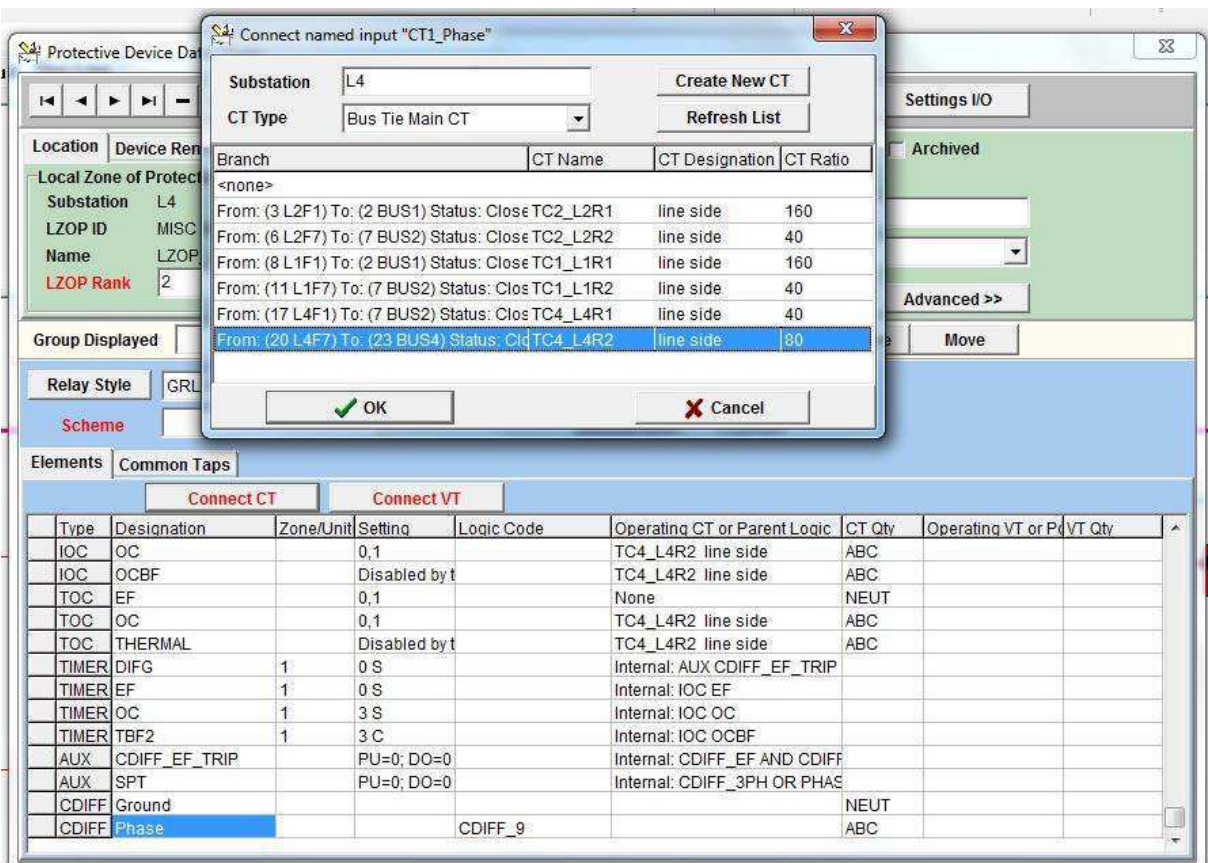 Connect named input "CT1_Phase"
Protective Device Dat
Substation L4 Create New CT
CT Type Bus Tie Main CT Refresh List
Settings I/O
Location Device Ren Archived
Branch CT Name CT Designation CT Ratio
Local Zone of Protect
<none>
Substation L4
From: (3 L2F1) To: (2 BUS1) Status: Close TC2_L2R1 line side 160
LZOP ID MISC
From: (6 L2F7) To: (7 BUS2) Status: Close TC2_L2R2 line side 40
Name LZOP
From: (8 L1F1) To: (2 BUS1) Status: Close TC1_L1R1 line side 160
LZOP Rank 2
From: (11 L1F7) To: (7 BUS2) Status: Clos TC1_L1R2 line side 40
Advanced >>
From: (17 L4F1) To: (7 BUS2) Status: Clos TC4_L4R1 line side 40
Group Displayed
From: (20 L4F7) To: (23 BUS4) Status: Clo TC4_L4R2 line side 80
e Move
Relay Style GRL
OK Cancel
Scheme
Elements Common Taps
Connect CT Connect VT
Type Designation Zone/Unit Setting Logic Code Operating CT or Parent Logic CT Qty Operating VT or Po VT Qty
IOC OC 0,1 TC4_L4R2 line side ABC
IOC OCBF Disabled by t TC4_L4R2 line side ABC
TOC EF 0,1 None NEUT
TOC OC 0,1 TC4_L4R2 line side ABC
TOC THERMAL Disabled by t TC4_L4R2 line side ABC
TIMER DIFG 1 0 S Internal: AUX CDIFF_EF_TRIP
TIMER EF 1 0 S Internal: IOC EF
TIMER OC 1 3 S Internal: IOC OC
TIMER TBF2 1 3 C Internal: IOC OCBF
AUX CDIFF_EF_TRIP PU=0; DO=0 Internal: CDIFF_EF AND CDIFF
AUX SPT PU=0; DO=0 Internal: CDIFF_3PH OR PHAS
CDIFF Ground NEUT
CDIFF Phase CDIFF_9 ABC